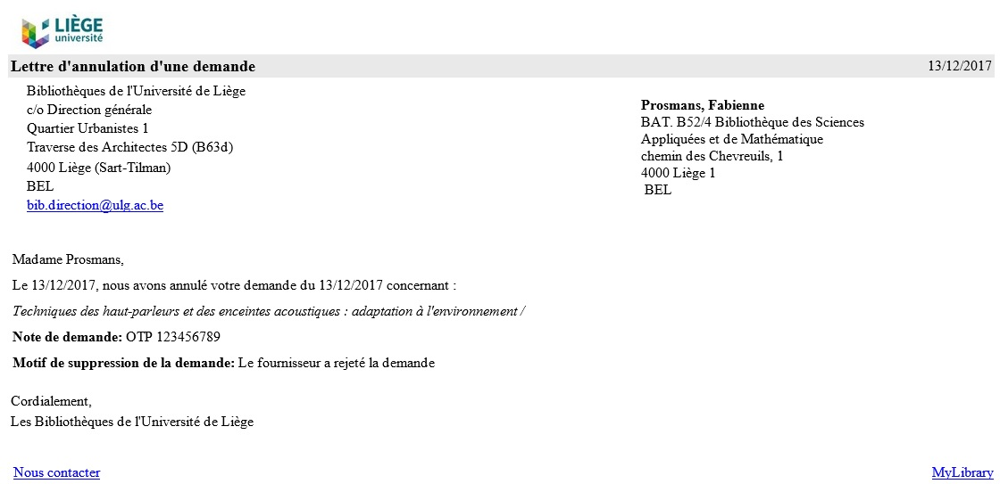 LIÈGE
université
Lettre d'annulation d'une demande
13/12/2017
Bibliothèques de l'Université de Liège
c/o Direction générale
Quartier Urbanistes 1
Traverse des Architectes 5D (B63d)
4000 Liège (Sart-Tilman)
BEL
bib.direction@ulg.ac.be
Prosmans, Fabienne
BAT. B52/4 Bibliothèque des Sciences
Appliquées et de Mathématique
chemin des Chevreuils, 1
4000 Liège 1
BEL
Madame Prosmans,
Le 13/12/2017, nous avons annulé votre demande du 13/12/2017 concernant :
Techniques des haut-parleurs et des enceintes acoustiques : adaptation à l'environnement /
Note de demande: OTP 123456789
Motif de suppression de la demande: Le fournisseur a rejeté la demande
Cordialement,
Les Bibliothèques de l'Université de Liège
Nous contacter
MyLibrary